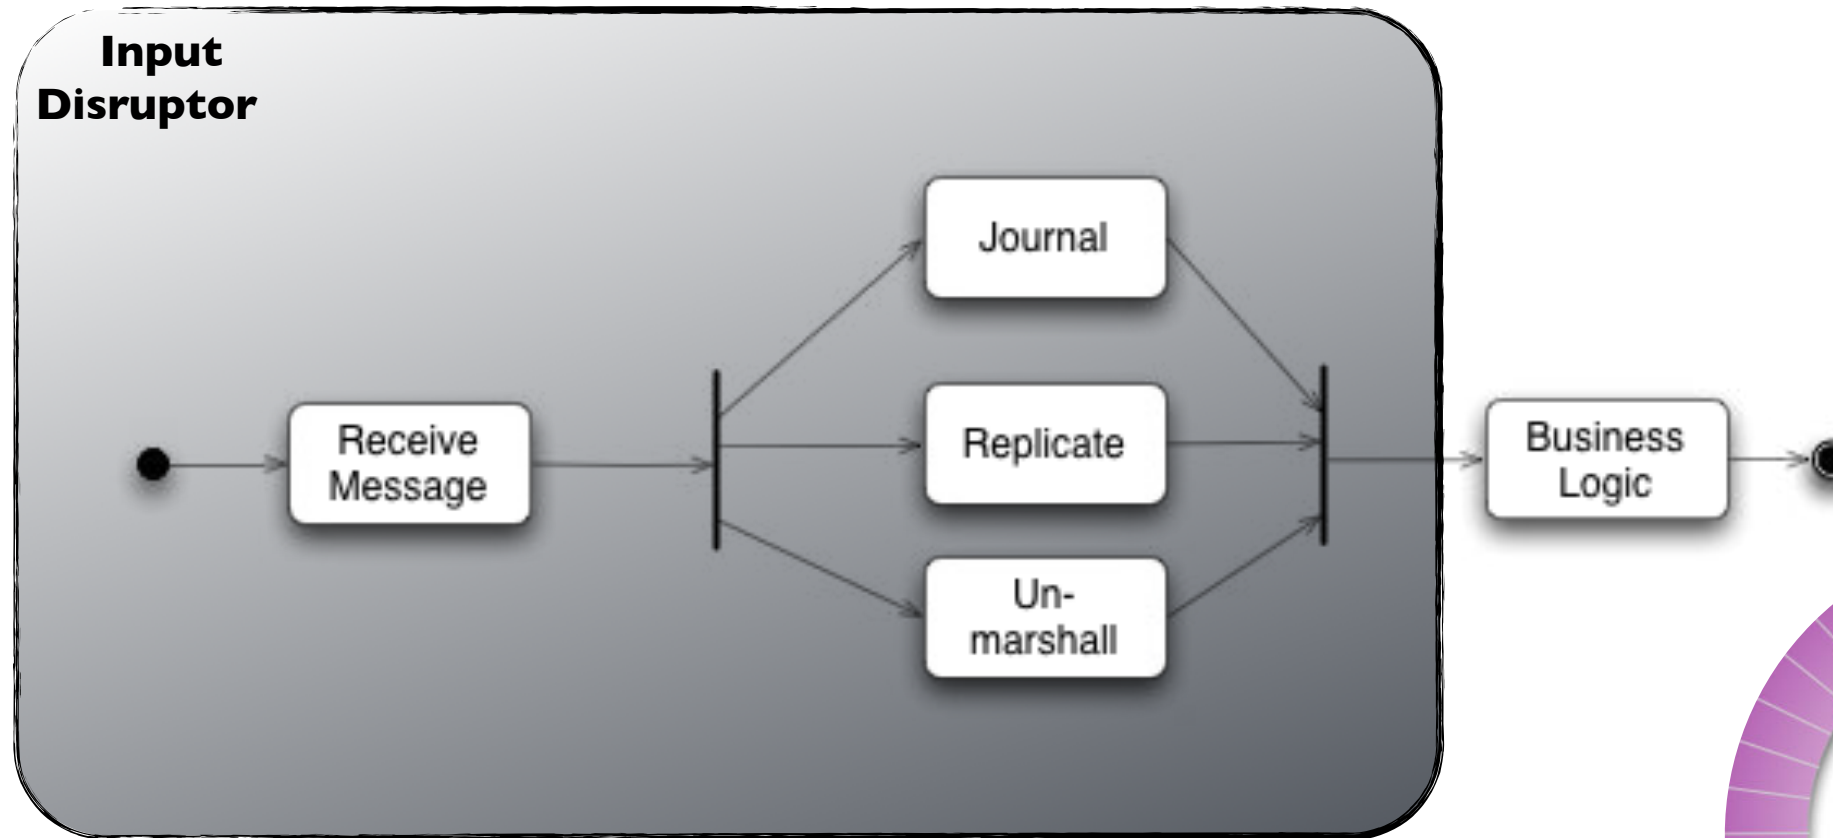 Input
Disruptor
Journal
Receive
Message
Replicate
Business
Logic
Un-
marshall